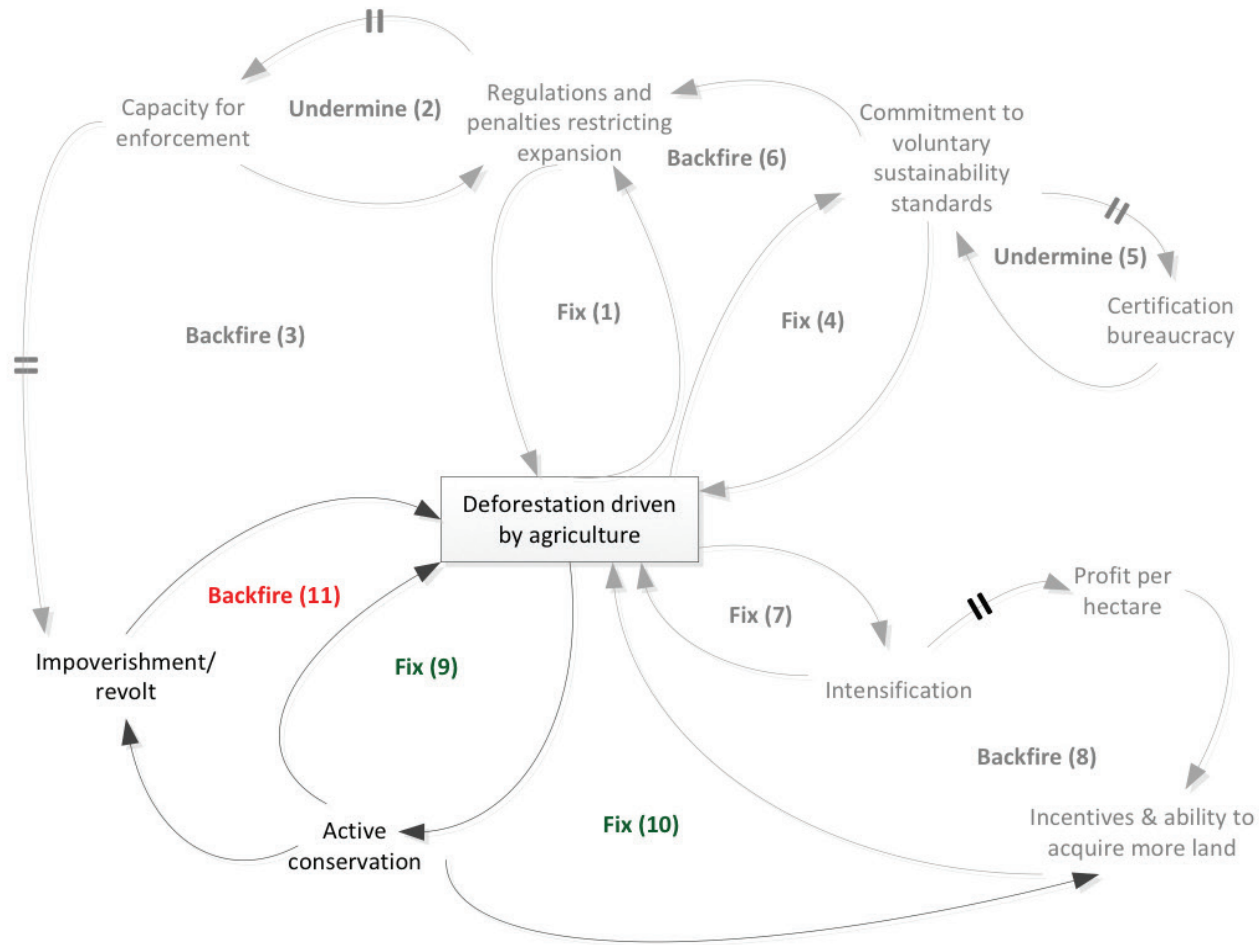 Capacity for
enforcement
Undermine (2)
Regulations and
penalties restricting
expansion
Backfire (6)
Commitment to
voluntary
sustainability
standards
Undermine (5)
Certification
bureaucracy
Backfire (3)
Fix (1)
Fix (4)
Deforestation driven
by agriculture
Backfire (11)
Fix (9)
Fix (7)
Profit per
hectare
Impoverishment/
revolt
Intensification
Backfire (8)
Active
conservation
Fix (10)
Incentives & ability to
acquire more land